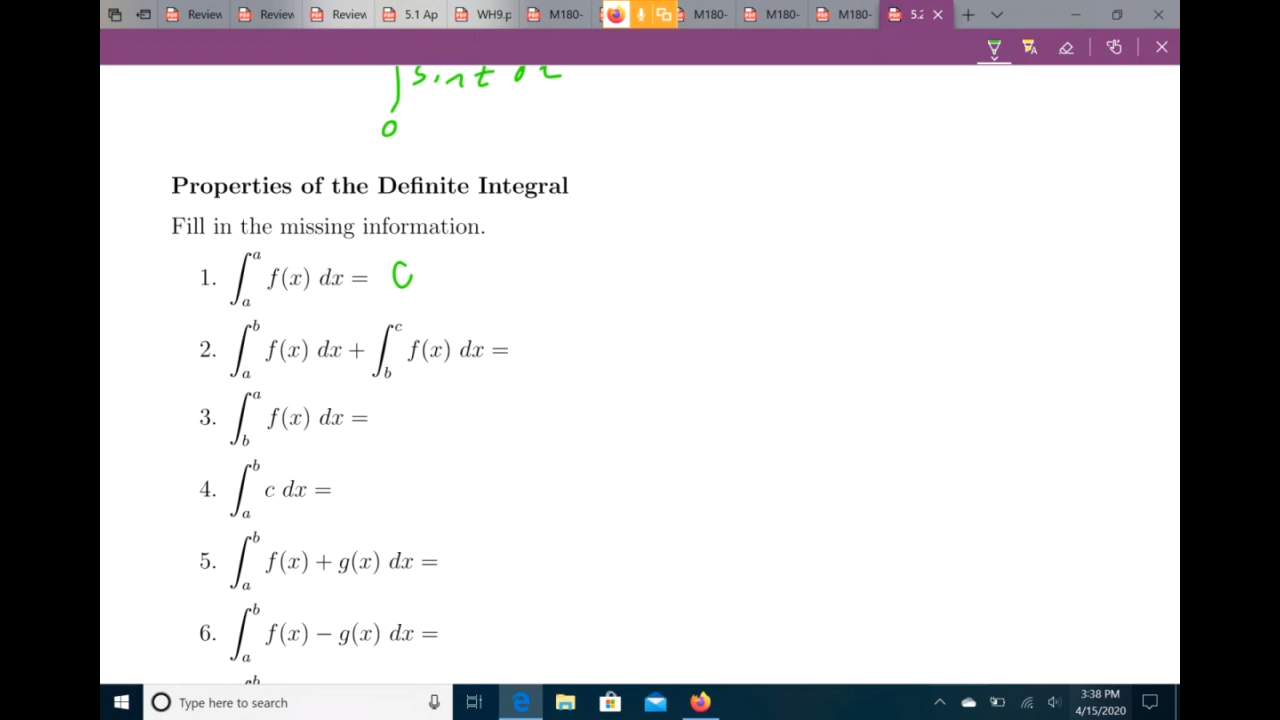 Review Review Review 5.1 Ap WH9.p M180- M180- M180- M180- 5.2
∫ sin t
0
Properties of the Definite Integral
Fill in the missing information.
1. ∫_a^a f(x) dx = C
2. ∫_a^b f(x) dx + ∫_b^c f(x) dx =
3. ∫_b^a f(x) dx =
4. ∫_a^b c dx =
5. ∫_a^b f(x) + g(x) dx =
6. ∫_a^b f(x) − g(x) dx =
b
Type here to search
3:38 PM
4/15/2020